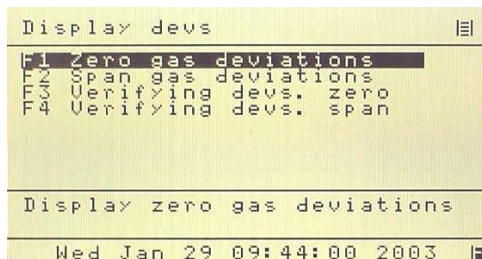 Display devs
F1 Zero gas deviations
F2 Span gas deviations
F3 Verifying devs. zero
F4 Verifying devs. span
Display zero gas deviations
Wed Jan 29 09:44:00 2003